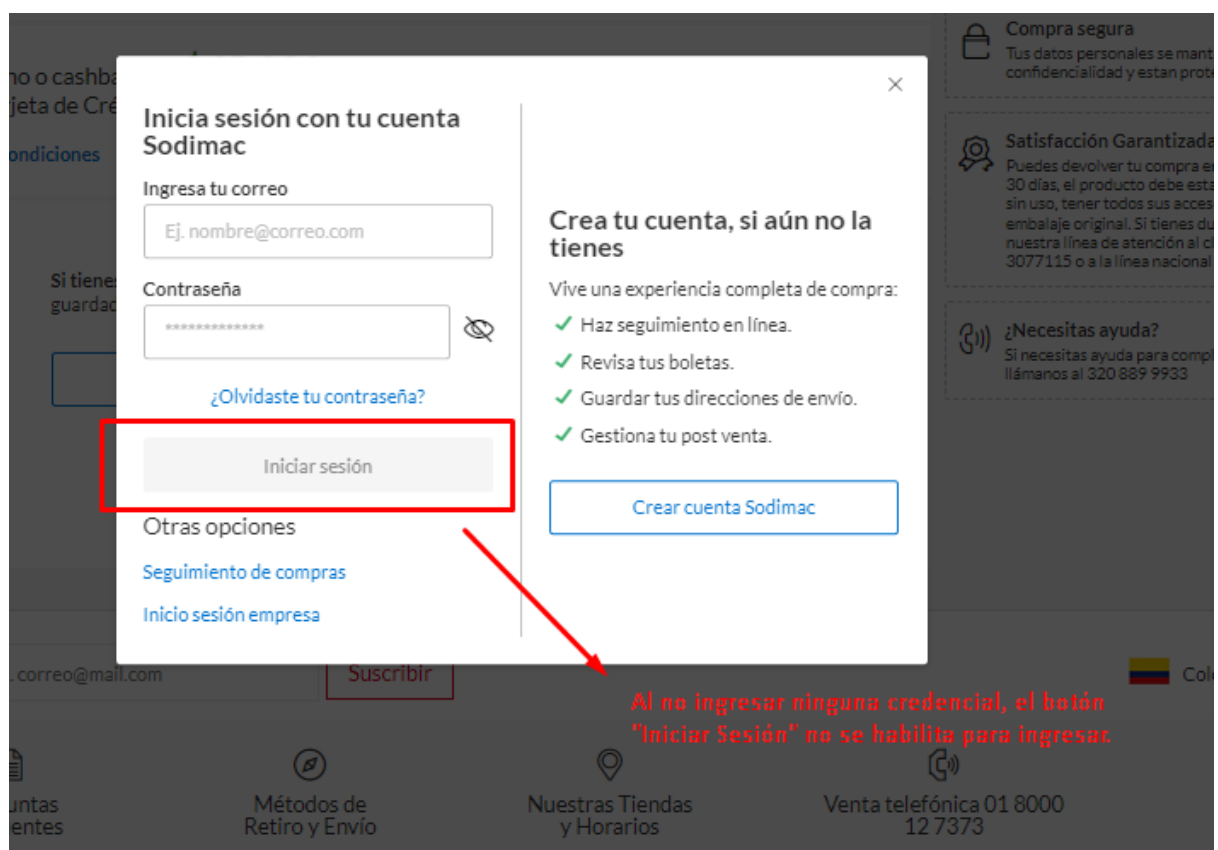 Compra segura
Tus datos personales se mant
confidencialidad y estan prote
no o cashba
jeta de Cré
ondiciones
Inicia sesión con tu cuenta
Sodimac
Ingresa tu correo
Ej. nombre@correo.com
Contraseña
*************
¿Olvidaste tu contraseña?
Iniciar sesión
Otras opciones
Seguimiento de compras
Inicio sesión empresa
Crea tu cuenta, si aún no la
tienes
Vive una experiencia completa de compra:
Haz seguimiento en línea.
Revisa tus boletas.
Guardar tus direcciones de envío.
Gestiona tu post venta.
Crear cuenta Sodimac
Satisfacción Garantizada
Puedes devolver tu compra en
30 días, el producto debe esta
sin uso, tener todos sus acces
embalaje original. Si tienes du
nuestra línea de atención al cl
3077115 o a la línea nacional
Si tiene
guardad
¿Necesitas ayuda?
Si necesitas ayuda para compl
llámanos al 320 889 9933
. correo@mail.com
Suscribir
Col
Al no ingresar ninguna credencial, el botón
"Iniciar Sesión" no se habilita para ingresar.
untas
entes
Métodos de
Retiro y Envío
Nuestras Tiendas
y Horarios
Venta telefónica 01 8000
12 7373